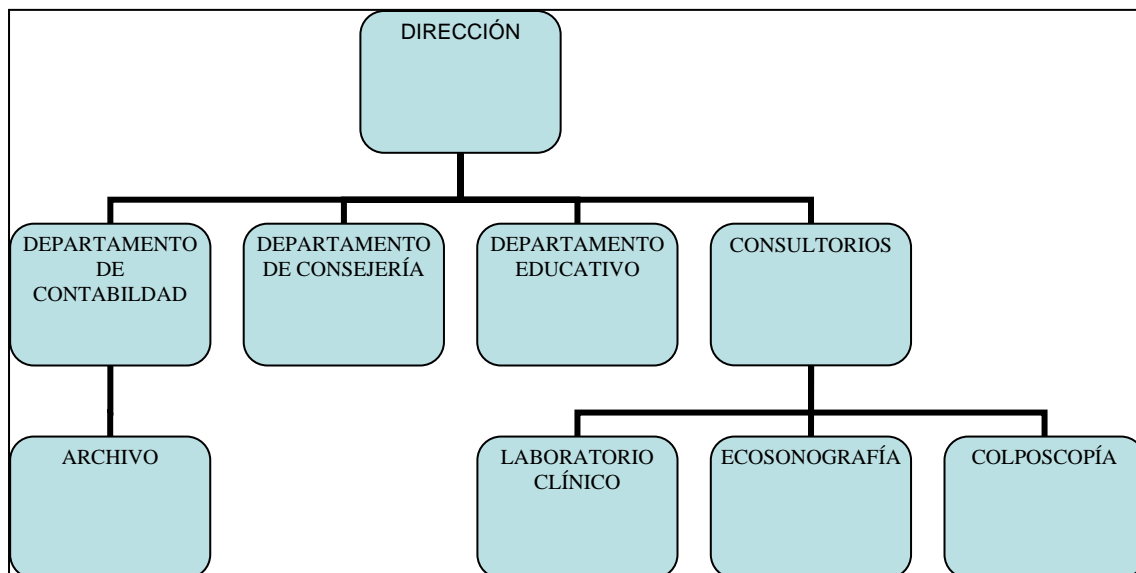 DIRECCIÓN
DEPARTAMENTO
DE
CONTABILDAD
DEPARTAMENTO
DE CONSEJERÍA
DEPARTAMENTO
EDUCATIVO
CONSULTORIOS
ARCHIVO
LABORATORIO
CLÍNICO
ECOSONOGRAFÍA
COLPOSCOPÍA